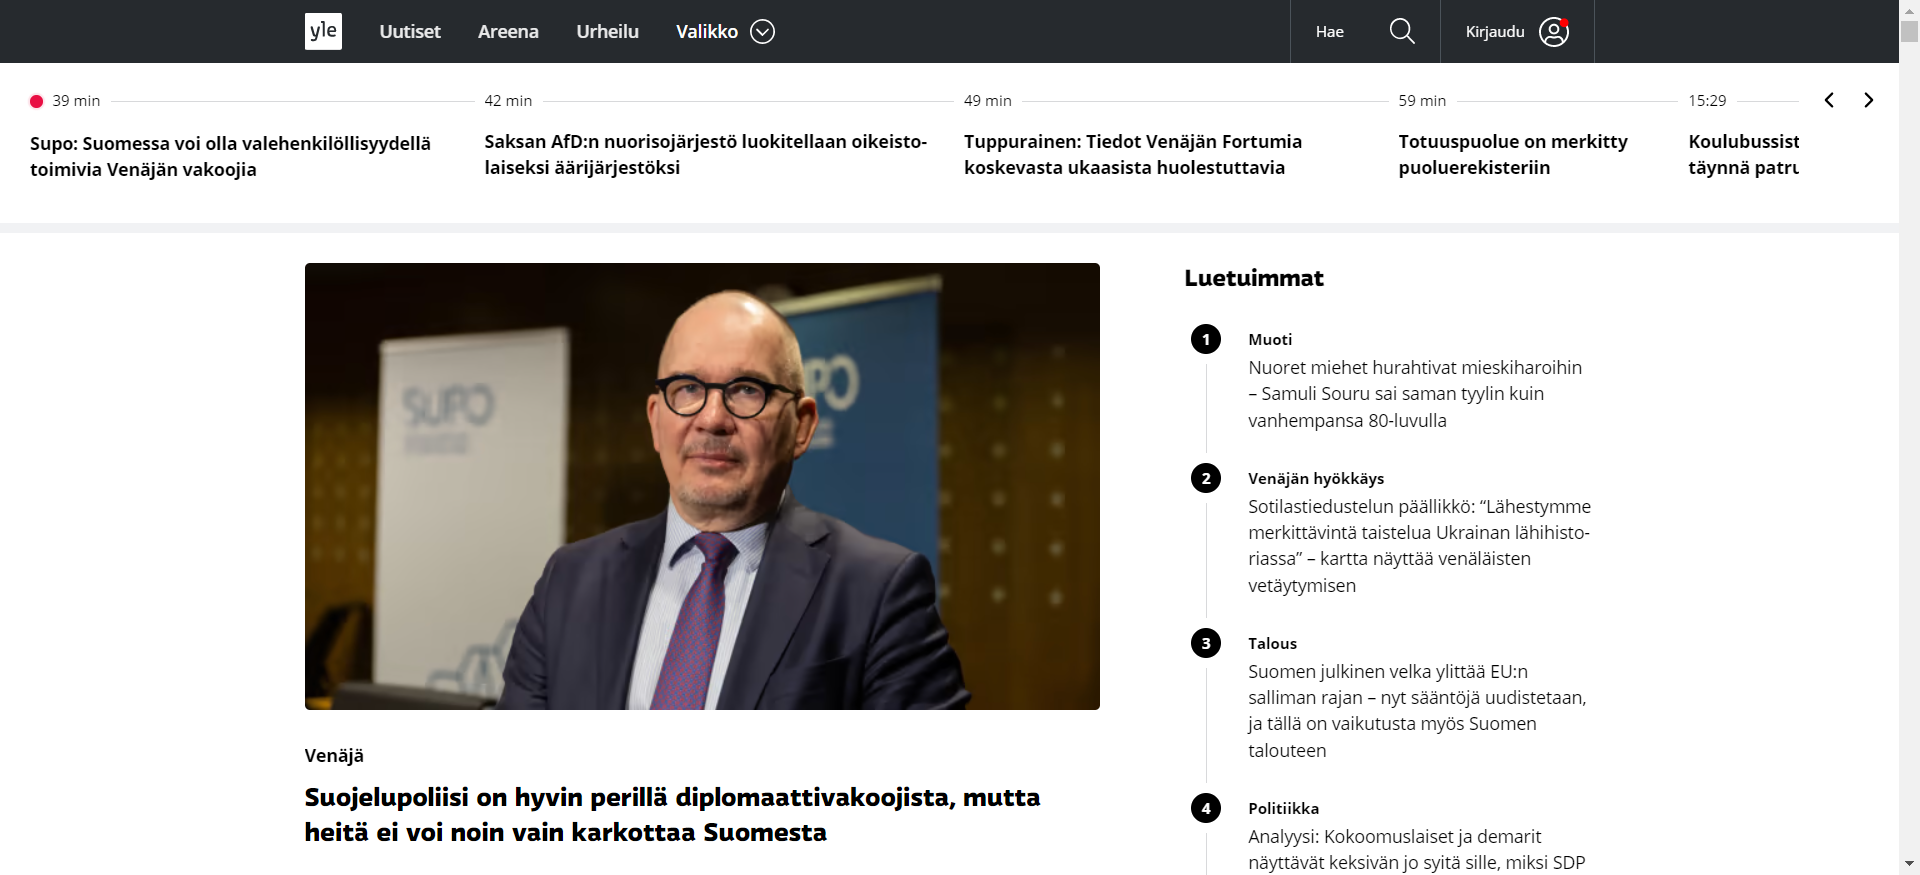 yle
Uutiset
Areena
Urheilu
Valikko
Hae
Kirjaudu
39 min
Supo: Suomessa voi olla valehenkilöllisyydellä
toimivia Venäjän vakoojia
42 min
Saksan AfD:n nuorisojärjestö luokitellaan oikeisto-
laiseksi äärijärjestöksi
49 min
Tuppurainen: Tiedot Venäjän Fortumia
koskevasta ukaasista huolestuttavia
59 min
Totuuspuolue on merkitty
puoluerekisteriin
15:29
Koulubussist
täynnä patru
SUPO
PO
Venäjä
Suojelupoliisi on hyvin perillä diplomaattivakoojista, mutta
heitä ei voi noin vain karkottaa Suomesta
Luetuimmat
1
Muoti
Nuoret miehet hurahtivat mieskiharoihin
– Samuli Souru sai saman tyylin kuin
vanhempansa 80-luvulla
2
Venäjän hyökkäys
Sotilastiedustelun päällikkö: “Lähestymme
merkittävintä taistelua Ukrainan lähihisto-
riassa” – kartta näyttää venäläisten
vetäytymisen
3
Talous
Suomen julkinen velka ylittää EU:n
salliman rajan – nyt sääntöjä uudistetaan,
ja tällä on vaikutusta myös Suomen
talouteen
4
Politiikka
Analyysi: Kokoomuslaiset ja demarit
näyttävät keksivän jo syitä sille, miksi SDP